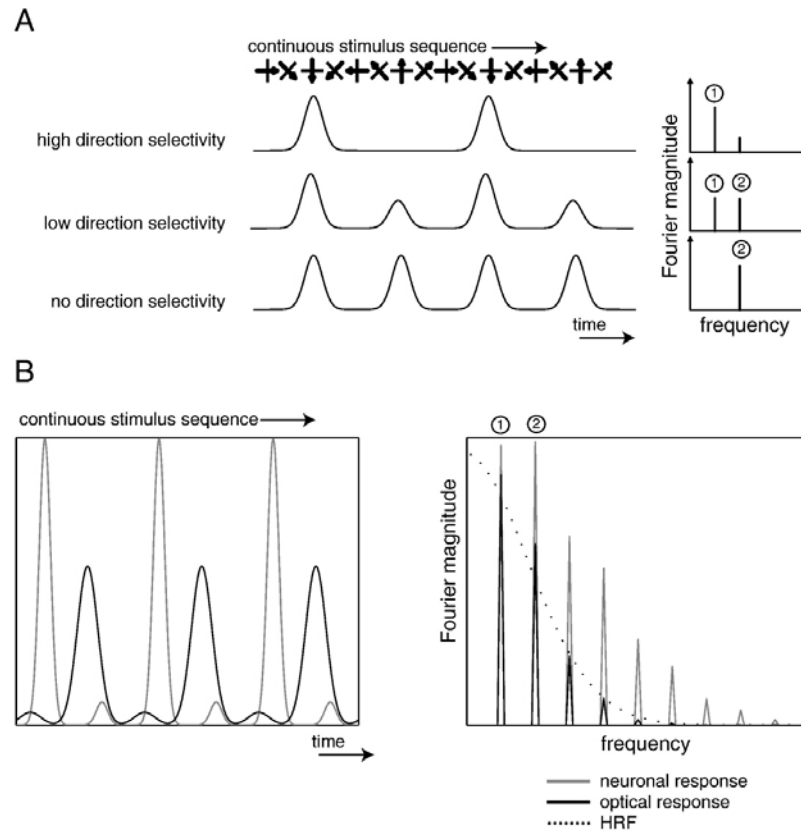 A
continuous stimulus sequence
high direction selectivity
low direction selectivity
no direction selectivity
time
Fourier magnitude
①
① ②
②
frequency
B
continuous stimulus sequence
time
① ②
Fourier magnitude
frequency
neuronal response
optical response
HRF